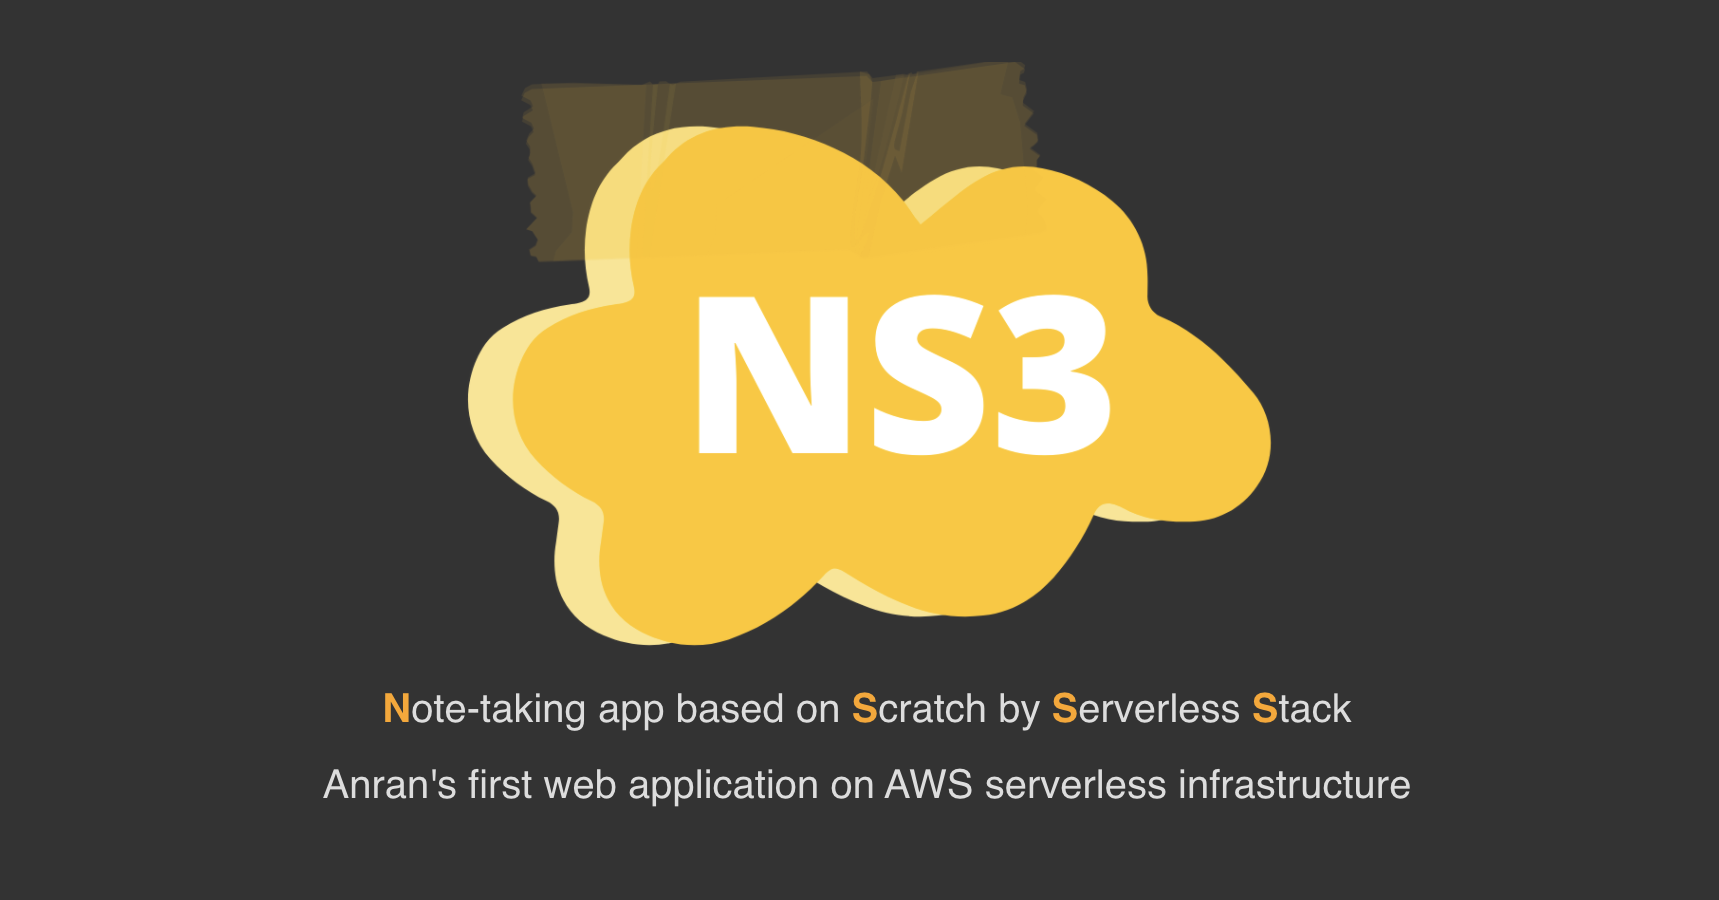 NS3
Note-taking app based on Scratch by Serverless Stack
Anran's first web application on AWS serverless infrastructure